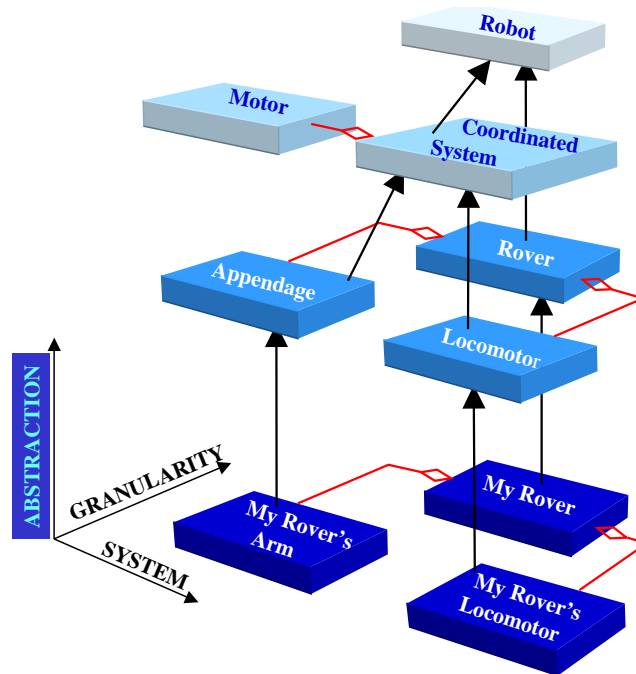 Robot
Motor
Coordinated
System
Rover
Appendage
Locomotor
ABSTRACTION
GRANULARITY
SYSTEM
My Rover
My Rover's
Arm
My Rover's
Locomotor